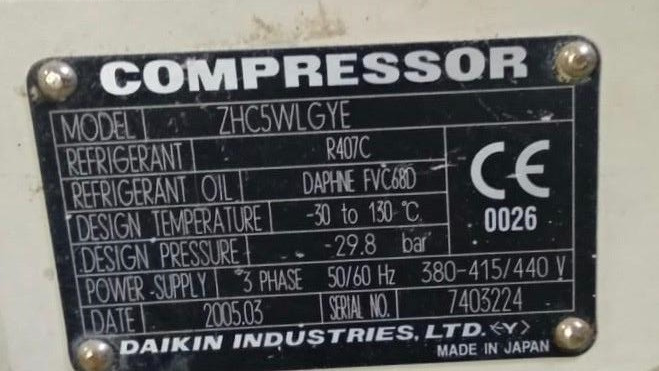 COMPRESSOR
MODEL ZHC5WLGYE
REFRIGERANT R407C
REFRIGERANT OIL DAPHNE FVC68D
DESIGN TEMPERATURE -30 to 130 °C
DESIGN PRESSURE 29.8 bar
POWER SUPPLY 3 PHASE 50/60 Hz 380-415/440 V
DATE 2005.03 SERIAL NO. 7403224
CE
0026
DAIKIN INDUSTRIES, LTD. <Y>
MADE IN JAPAN